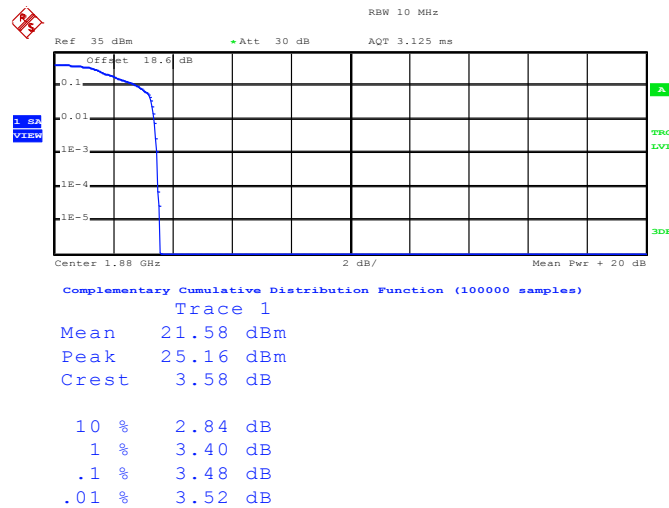 R S
RBW 10 MHz
Ref 35 dBm * Att 30 dB AQT 3.125 ms
Offset 18.6 dB
0.1
A
0.01
1 SA
VIEW
TRG
LVL
1E-3
1E-4
1E-5
3DB
Center 1.88 GHz 2 dB/ Mean Pwr + 20 dB
Complementary Cumulative Distribution Function (100000 samples)
Trace 1
Mean 21.58 dBm
Peak 25.16 dBm
Crest 3.58 dB
10 % 2.84 dB
1 % 3.40 dB
.1 % 3.48 dB
.01 % 3.52 dB